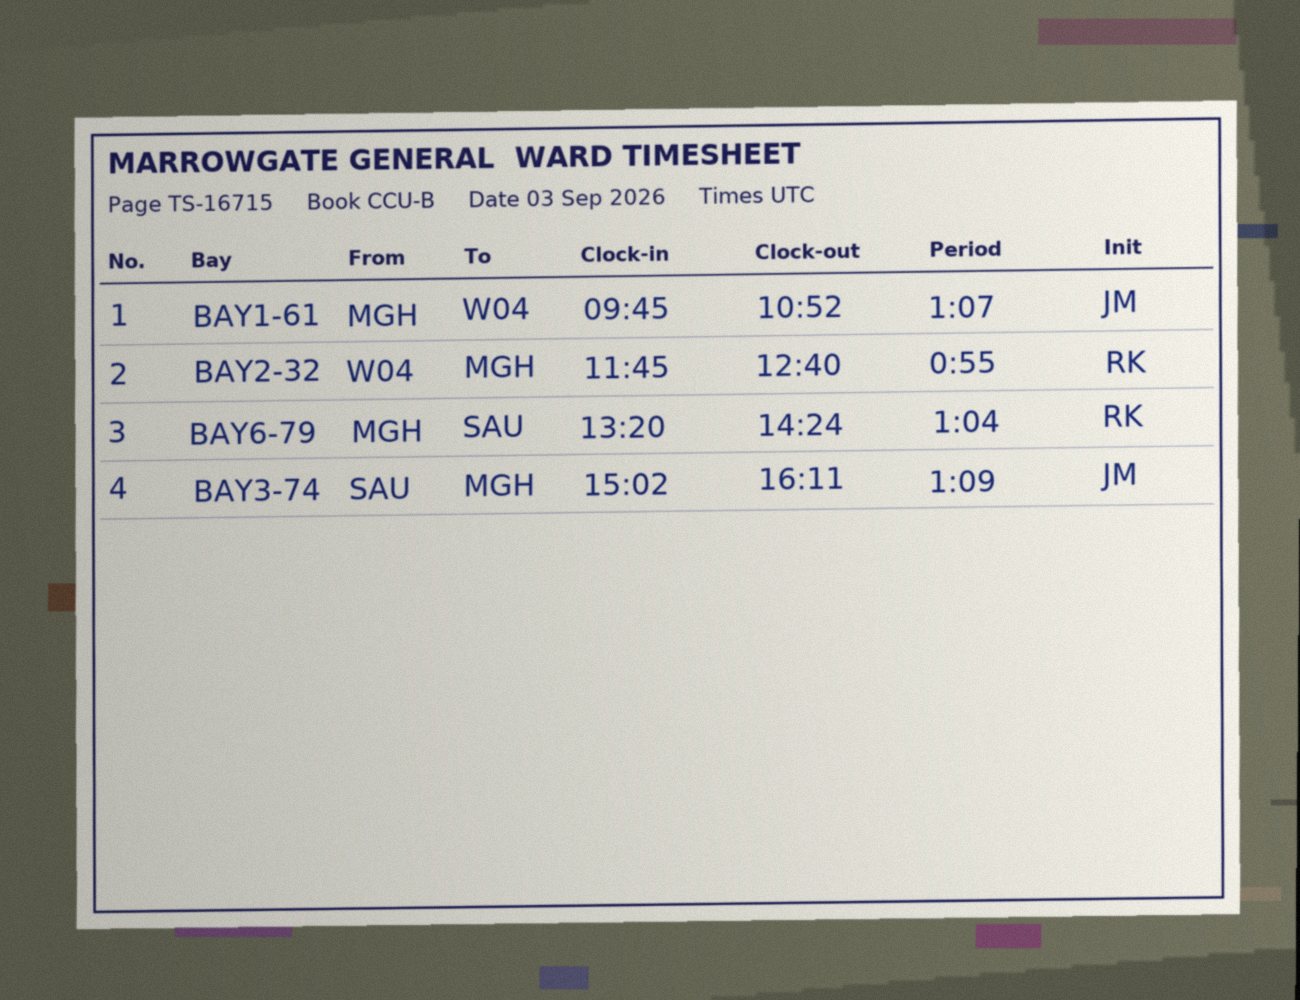 MARROWGATE GENERAL WARD TIMESHEET
Page TS-16715 Book CCU-B Date 03 Sep 2026 Times UTC
No. Bay From To Clock-in Clock-out Period Init
1 BAY1-61 MGH W04 09:45 10:52 1:07 JM
2 BAY2-32 W04 MGH 11:45 12:40 0:55 RK
3 BAY6-79 MGH SAU 13:20 14:24 1:04 RK
4 BAY3-74 SAU MGH 15:02 16:11 1:09 JM